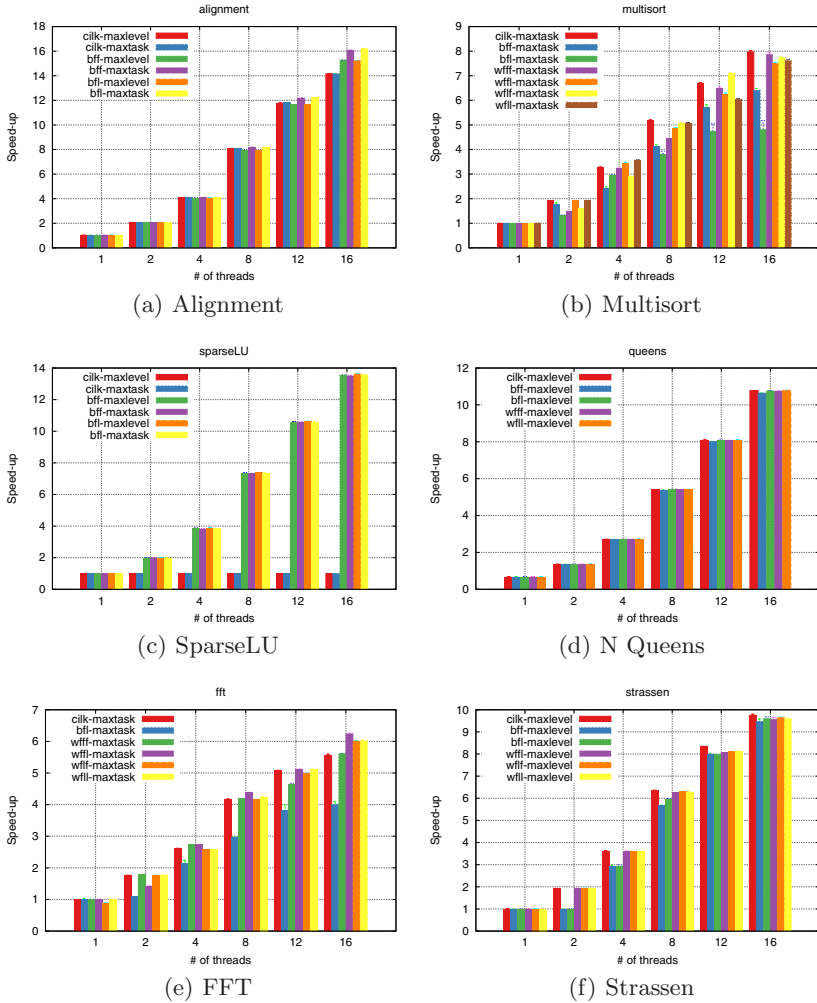 alignment
18
16
14
12
10
8
6
4
2
0
Speed-up
cilk-maxlevel
cilk-maxtask
bff-maxlevel
bff-maxtask
bfl-maxlevel
bfl-maxtask
1 2 4 8 12 16
# of threads
(a) Alignment
multisort
9
8
7
6
5
4
3
2
1
0
Speed-up
cilk-maxtask
bff-maxtask
bfl-maxtask
wfff-maxtask
wffl-maxtask
wflf-maxtask
wfll-maxtask
1 2 4 8 12 16
# of threads
(b) Multisort
sparseLU
14
12
10
8
6
4
2
0
Speed-up
cilk-maxlevel
cilk-maxtask
bff-maxlevel
bff-maxtask
bfl-maxlevel
bfl-maxtask
1 2 4 8 12 16
# of threads
(c) SparseLU
queens
12
10
8
6
4
2
0
Speed-up
cilk-maxlevel
bff-maxlevel
bfl-maxlevel
wfff-maxlevel
wfll-maxlevel
1 2 4 8 12 16
# of threads
(d) N Queens
fft
7
6
5
4
3
2
1
0
Speed-up
cilk-maxtask
bfl-maxtask
wfff-maxtask
wffl-maxtask
wflf-maxtask
wfll-maxtask
1 2 4 8 12 16
# of threads
(e) FFT
strassen
10
9
8
7
6
5
4
3
2
1
0
Speed-up
cilk-maxlevel
bff-maxlevel
bfl-maxlevel
wffl-maxlevel
wflf-maxlevel
wfll-maxlevel
1 2 4 8 12 16
# of threads
(f) Strassen